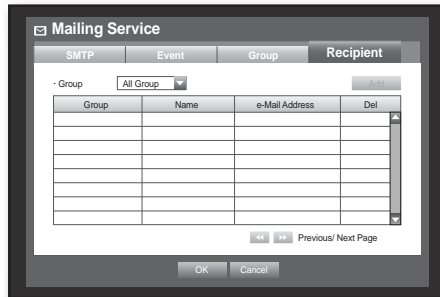 Mailing Service
SMTP Event Group Recipient
· Group All Group Add
Group Name e-Mail Address Del
Previous/ Next Page
OK Cancel